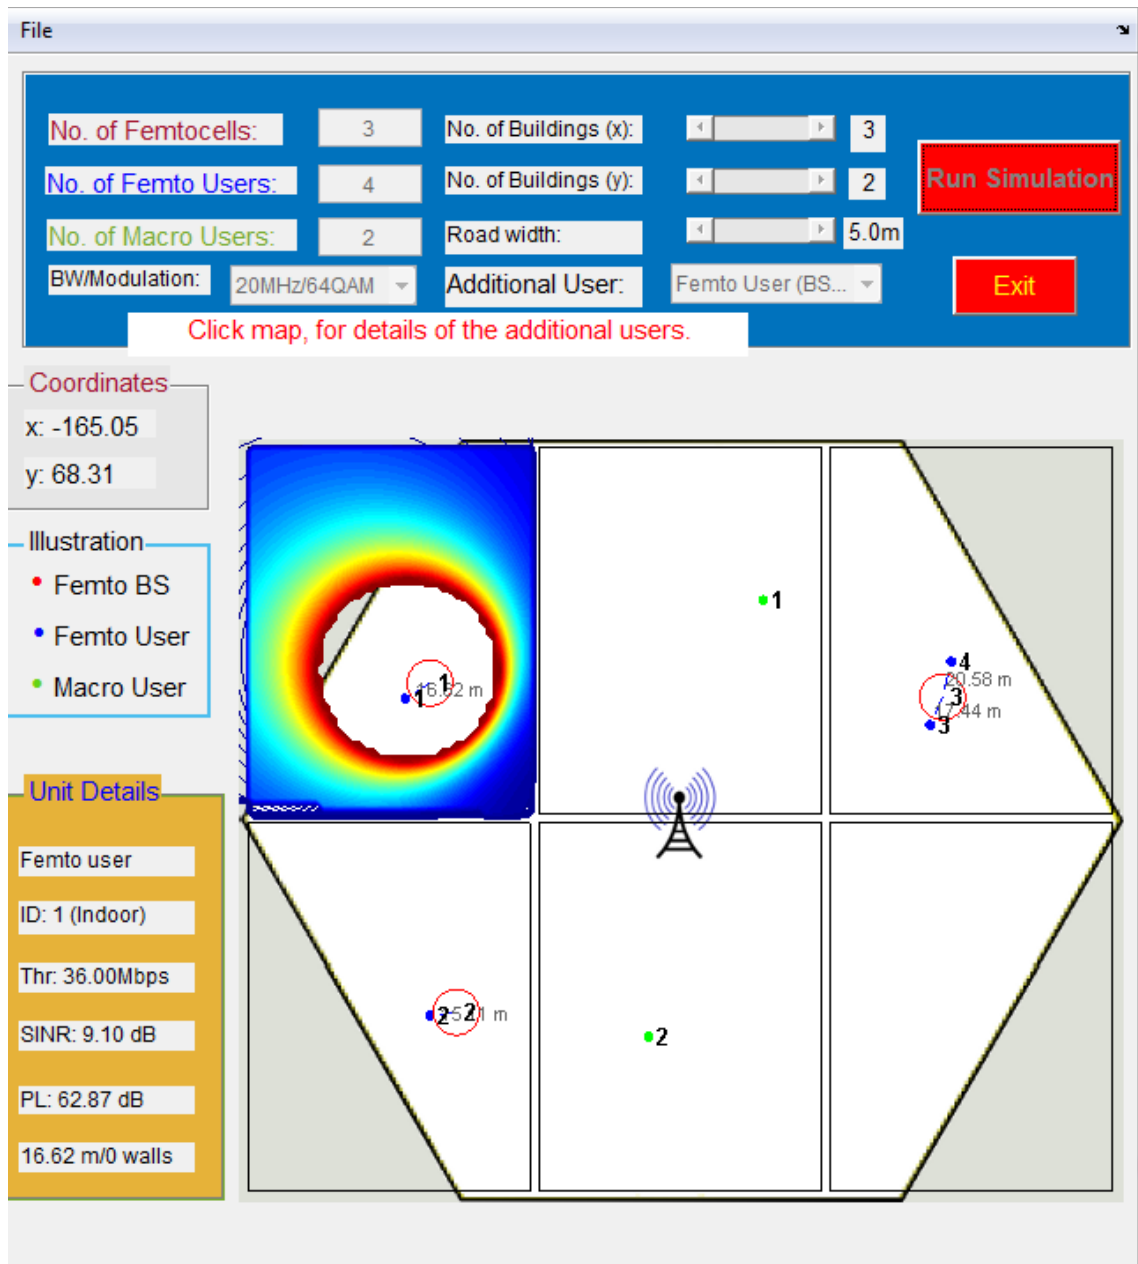 File
No. of Femtocells: 3 No. of Buildings (x): 3
No. of Femto Users: 4 No. of Buildings (y): 2 Run Simulation
No. of Macro Users: 2 Road width: 5.0m
BW/Modulation: 20MHz/64QAM Additional User: Femto User (BS... Exit
Click map, for details of the additional users.
Coordinates
x: -165.05
y: 68.31
Illustration
Femto BS
Femto User
Macro User
1
4
20.58 m
1
1 16.62 m
3
17.44 m
3
Unit Details
Femto user
ID: 1 (Indoor)
Thr: 36.00Mbps
SINR: 9.10 dB
PL: 62.87 dB
16.62 m/0 walls
2 2 m
2